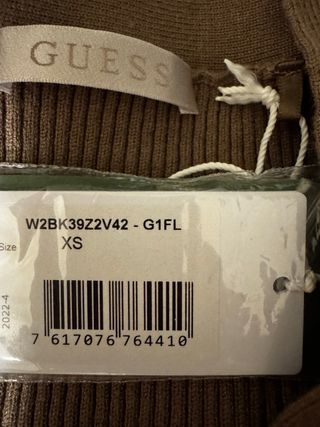 GUESS
W2BK39Z2V42 - G1FL
Size XS
2022-4
7 617076 764410